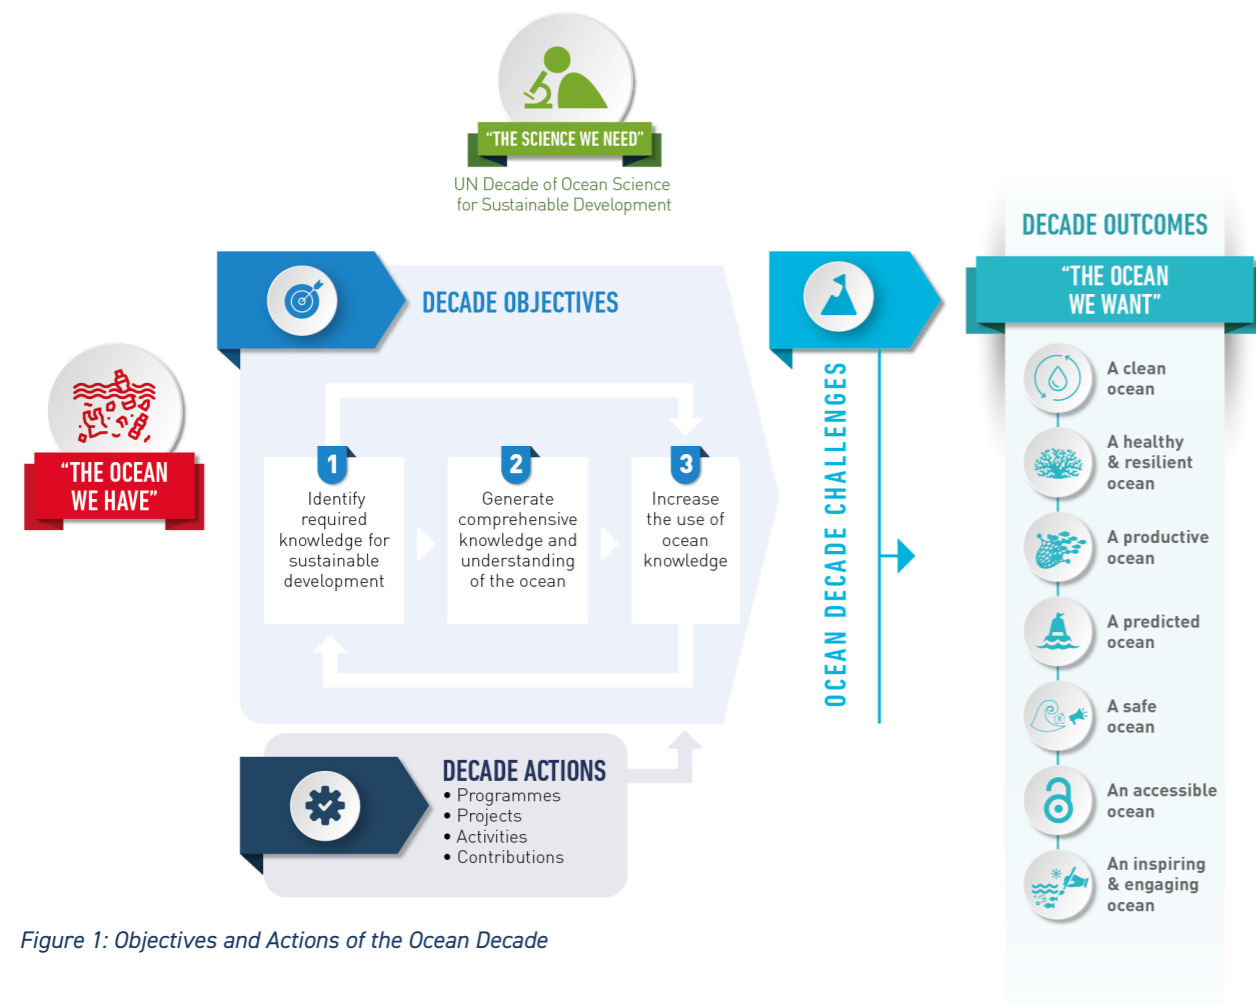 “THE SCIENCE WE NEED”
UN Decade of Ocean Science
for Sustainable Development
“THE OCEAN
WE HAVE”
DECADE OBJECTIVES
1
Identify
required
knowledge for
sustainable
development
2
Generate
comprehensive
knowledge and
understanding
of the ocean
3
Increase
the use of
ocean
knowledge
DECADE ACTIONS
• Programmes
• Projects
• Activities
• Contributions
OCEAN DECADE CHALLENGES
DECADE OUTCOMES
“THE OCEAN
WE WANT”
A clean
ocean
A healthy
& resilient
ocean
A productive
ocean
A predicted
ocean
A safe
ocean
An accessible
ocean
An inspiring
& engaging
ocean
Figure 1: Objectives and Actions of the Ocean Decade